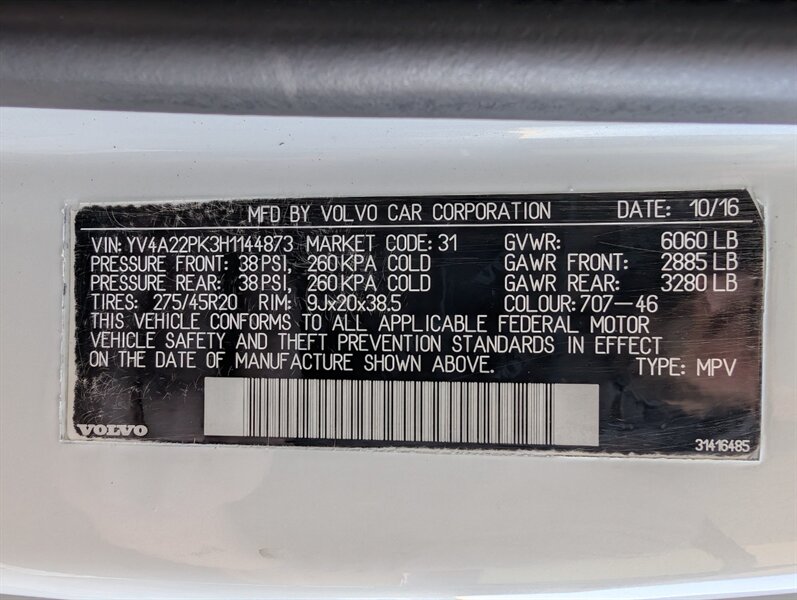 MFD BY VOLVO CAR CORPORATION DATE: 10/16
VIN: YV4A22PK3H1144873 MARKET CODE: 31 GVWR: 6060 LB
PRESSURE FRONT: 38 PSI, 260 KPA COLD GAWR FRONT: 2885 LB
PRESSURE REAR: 38 PSI, 260 KPA COLD GAWR REAR: 3280 LB
TIRES: 275/45R20 RIM: 9Jx20x38.5 COLOUR: 707-46
THIS VEHICLE CONFORMS TO ALL APPLICABLE FEDERAL MOTOR
VEHICLE SAFETY AND THEFT PREVENTION STANDARDS IN EFFECT
ON THE DATE OF MANUFACTURE SHOWN ABOVE. TYPE: MPV
VOLVO 31416485